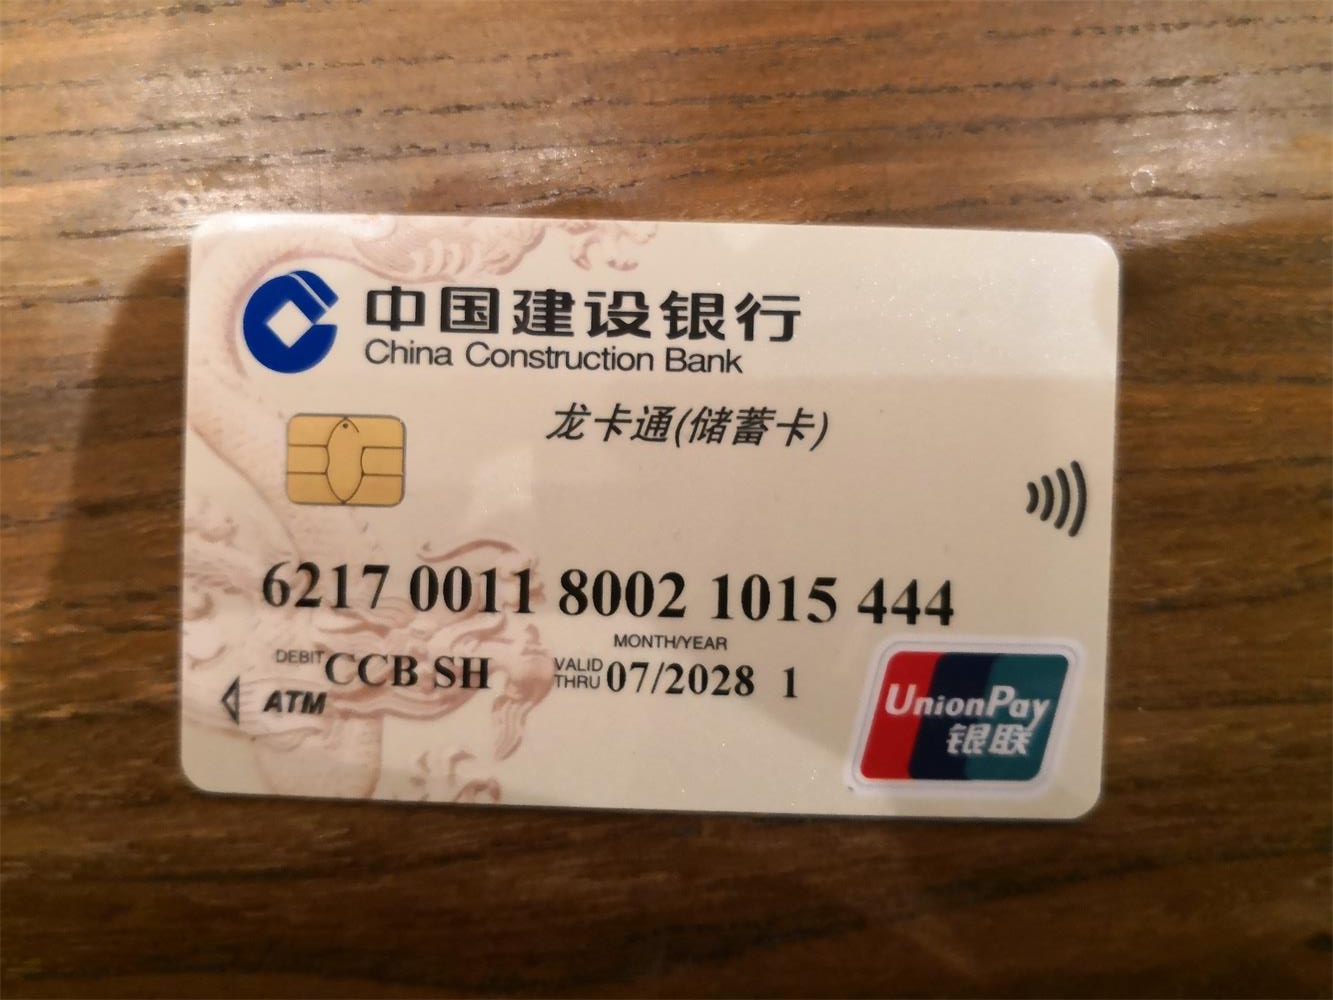 中国建设银行
China Construction Bank
龙卡通(储蓄卡)
6217 0011 8002 1015 444
MONTH/YEAR
DEBIT CCB SH VALID THRU 07/2028 1
ATM
UnionPay
银联